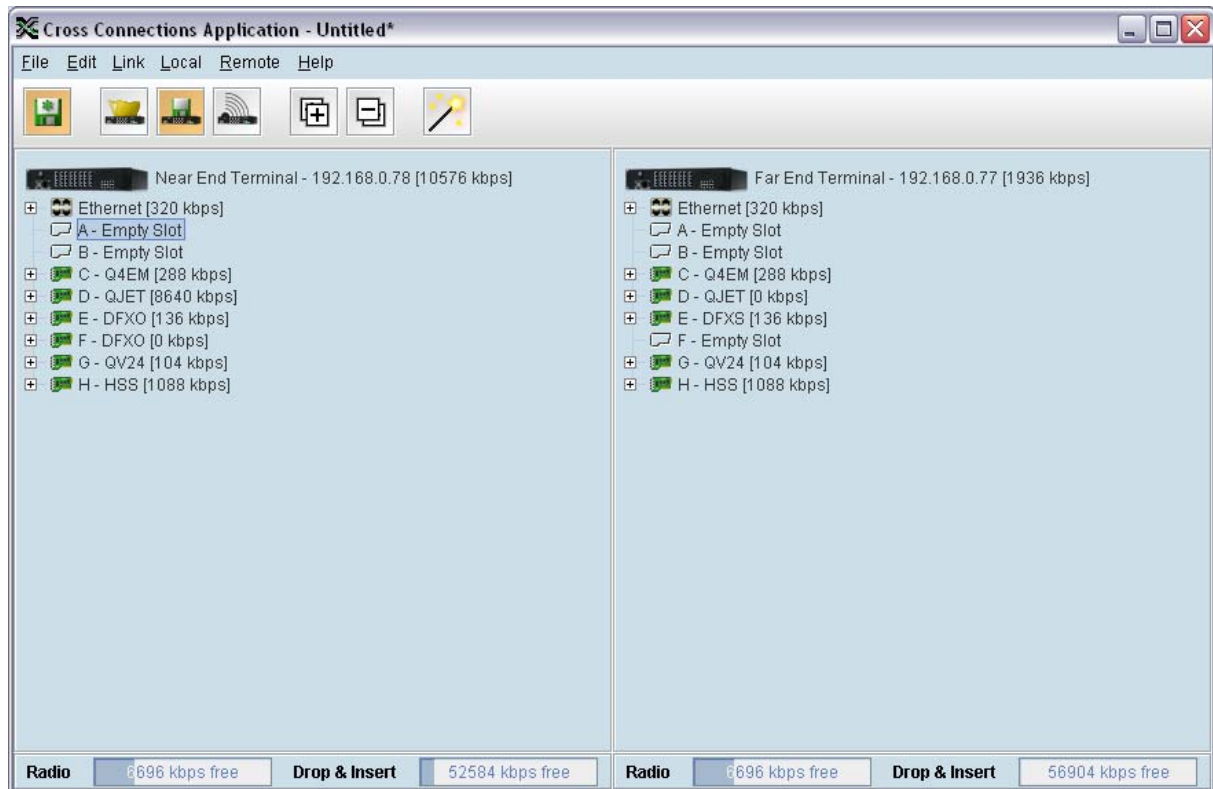 Cross Connections Application - Untitled*
File Edit Link Local Remote Help
Near End Terminal - 192.168.0.78 [10576 kbps]
Ethernet [320 kbps]
A - Empty Slot
B - Empty Slot
C - Q4EM [288 kbps]
D - QJET [8640 kbps]
E - DFXO [136 kbps]
F - DFXO [0 kbps]
G - QV24 [104 kbps]
H - HSS [1088 kbps]
Far End Terminal - 192.168.0.77 [1936 kbps]
Ethernet [320 kbps]
A - Empty Slot
B - Empty Slot
C - Q4EM [288 kbps]
D - QJET [0 kbps]
E - DFXS [136 kbps]
F - Empty Slot
G - QV24 [104 kbps]
H - HSS [1088 kbps]
Radio 6696 kbps free Drop & Insert 52584 kbps free
Radio 6696 kbps free Drop & Insert 56904 kbps free